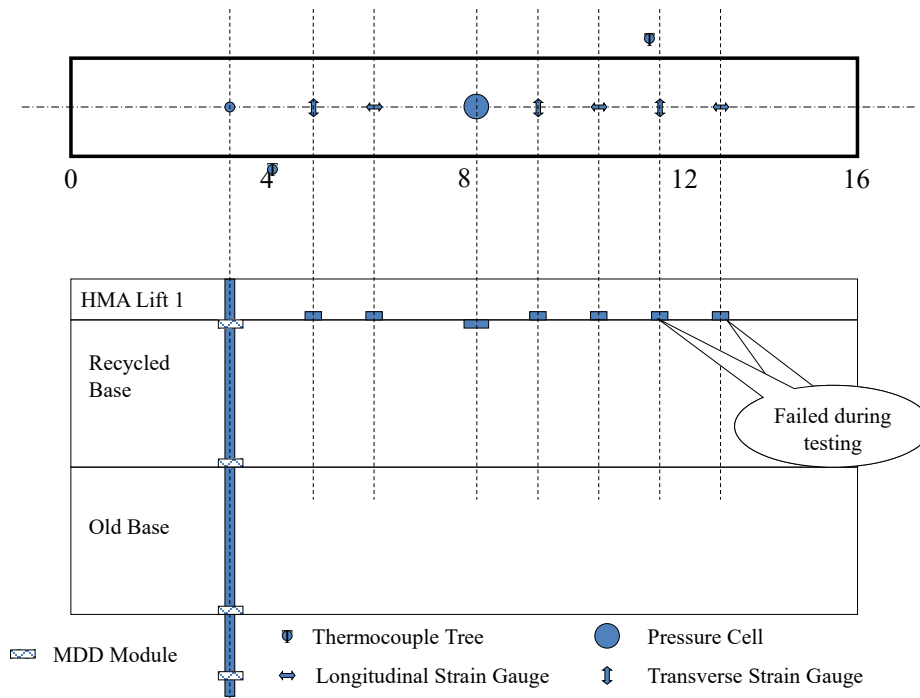 0 4 8 12 16
HMA Lift 1
Recycled
Base
Failed during
testing
Old Base
Thermocouple Tree
Pressure Cell
MDD Module
Longitudinal Strain Gauge
Transverse Strain Gauge